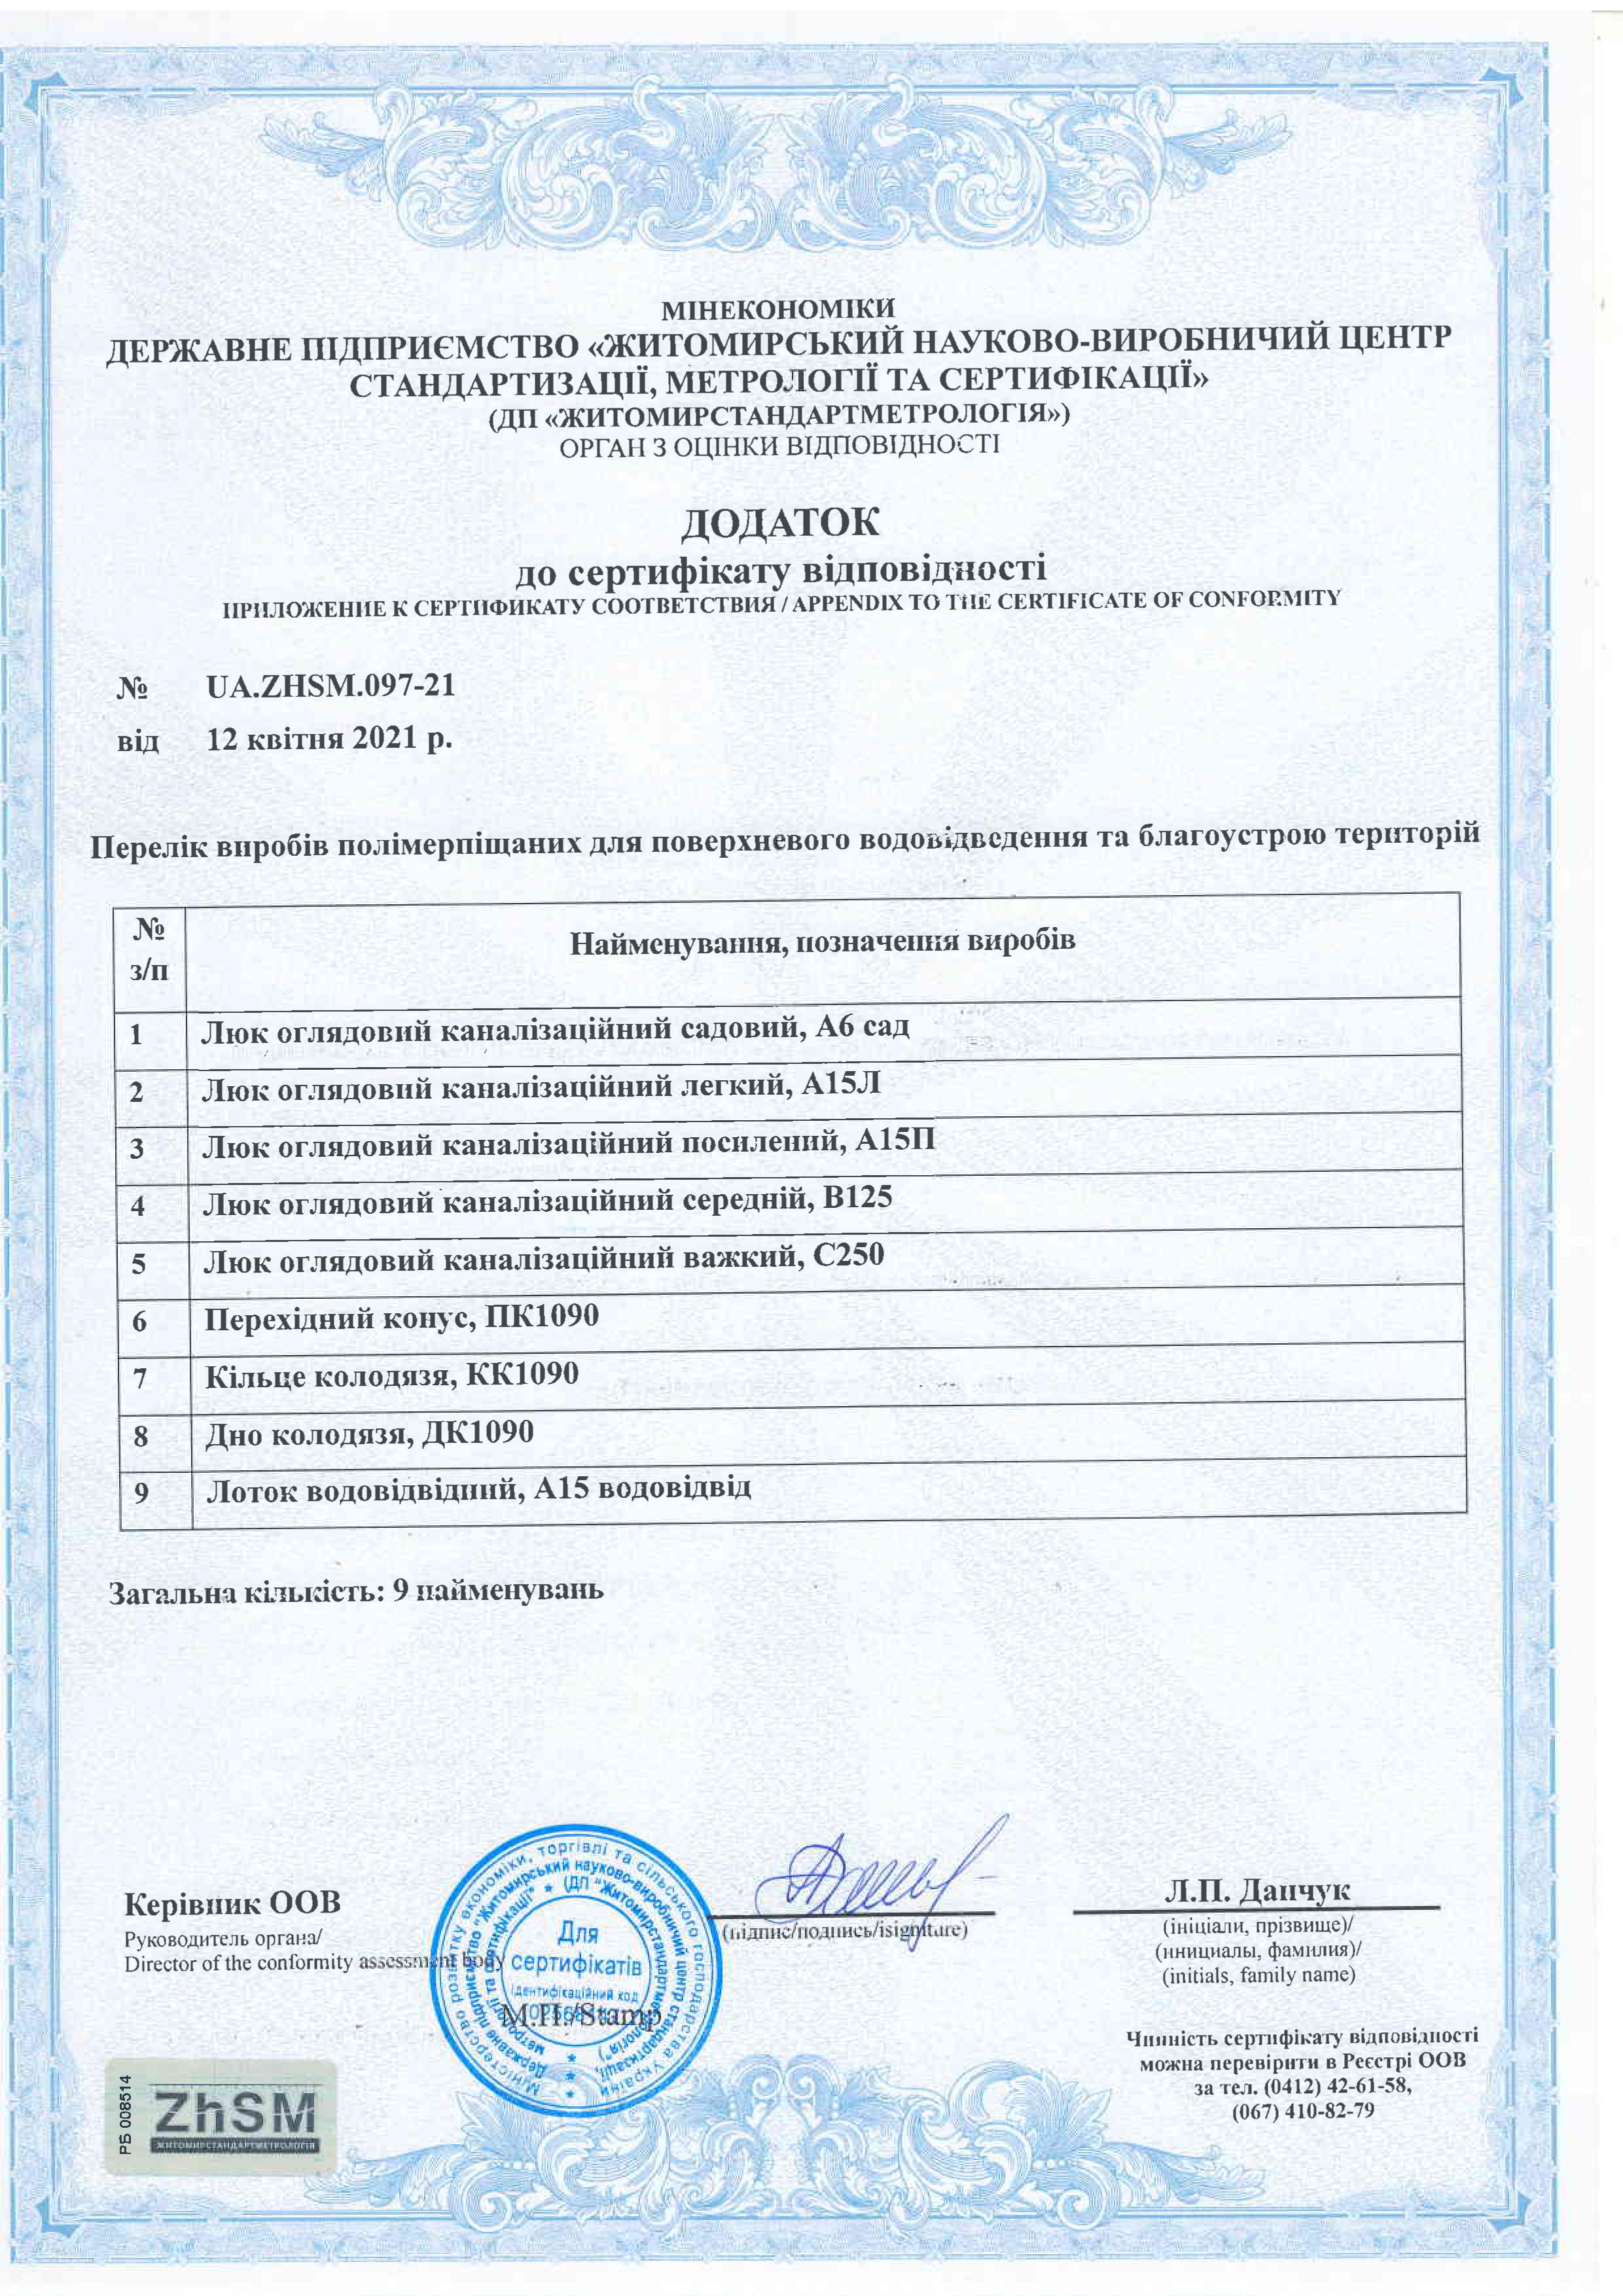 МІНЕКОНОМІКИ
ДЕРЖАВНЕ ПІДПРИЄМСТВО «ЖИТОМИРСЬКИЙ НАУКОВО-ВИРОБНИЧИЙ ЦЕНТР
СТАНДАРТИЗАЦІЇ, МЕТРОЛОГІЇ ТА СЕРТИФІКАЦІЇ»
(ДП «ЖИТОМИРСТАНДАРТМЕТРОЛОГІЯ»)
ОРГАН З ОЦІНКИ ВІДПОВІДНОСТІ
ДОДАТОК
до сертифікату відповідності
ПРИЛОЖЕНИЕ К СЕРТИФИКАТУ СООТВЕТСТВИЯ / APPENDIX TO THE CERTIFICATE OF CONFORMITY
№ UA.ZHSM.097-21
від 12 квітня 2021 р.
Перелік виробів полімерпіщаних для поверхневого водовідведення та благоустрою територій
№ з/п Найменування, позначення виробів
1 Люк оглядовий каналізаційний садовий, А6 сад
2 Люк оглядовий каналізаційний легкий, А15Л
3 Люк оглядовий каналізаційний посилений, А15П
4 Люк оглядовий каналізаційний середній, В125
5 Люк оглядовий каналізаційний важкий, С250
6 Перехідний конус, ПК1090
7 Кільце колодязя, КК1090
8 Дно колодязя, ДК1090
9 Лоток водовідвідний, А15 водовідвід
Загальна кількість: 9 найменувань
Керівник ООВ
Руководитель органа/
Director of the conformity assessment body
Міністерство розвитку економіки, торгівлі та сільського господарства України
Державне підприємство "Житомирський науково-виробничий центр стандартизації,
метрології та сертифікації" (ДП "Житомирстандартметрологія")
Для
сертифікатів
Ідентифікаційний код
М.П./Stamp
(підпис/подпись/isigniture)
Л.П. Данчук
(ініціали, прізвище)/
(инициалы, фамилия)/
(initials, family name)
Чинність сертифікату відповідності
можна перевірити в Реєстрі ООВ
за тел. (0412) 42-61-58,
(067) 410-82-79
РБ 008514
ZhSM
ЖИТОМИРСТАНДАРТМЕТРОЛОГІЯ